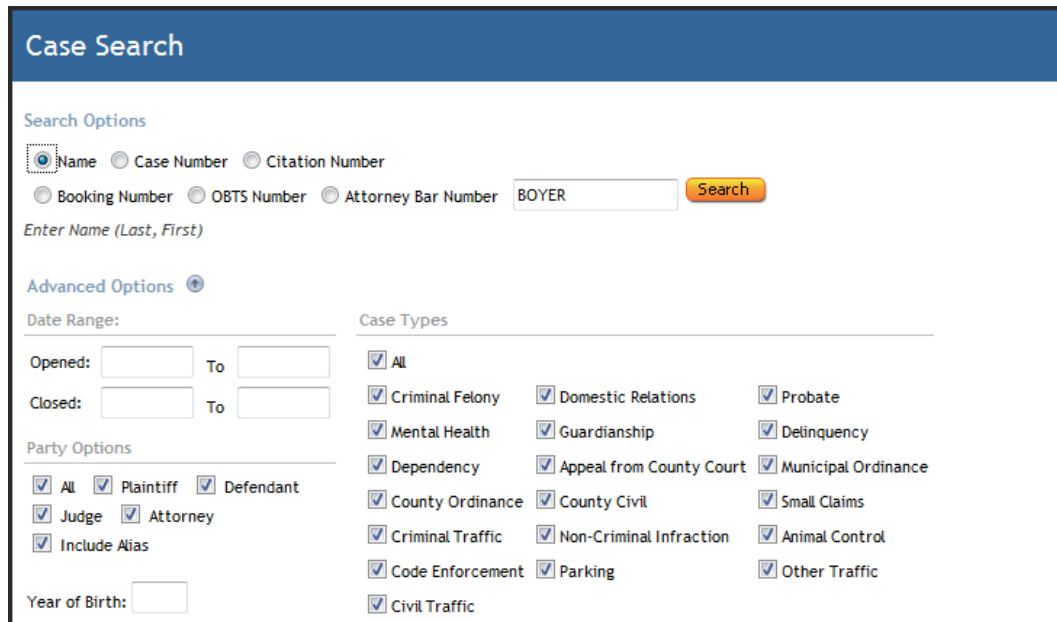 Case Search
Search Options
Name Case Number Citation Number
Booking Number OBTS Number Attorney Bar Number BOYER Search
Enter Name (Last, First)
Advanced Options
Date Range:
Opened: To
Closed: To
Party Options
All Plaintiff Defendant
Judge Attorney
Include Alias
Year of Birth:
Case Types
All
Criminal Felony Domestic Relations Probate
Mental Health Guardianship Delinquency
Dependency Appeal from County Court Municipal Ordinance
County Ordinance County Civil Small Claims
Criminal Traffic Non-Criminal Infraction Animal Control
Code Enforcement Parking Other Traffic
Civil Traffic